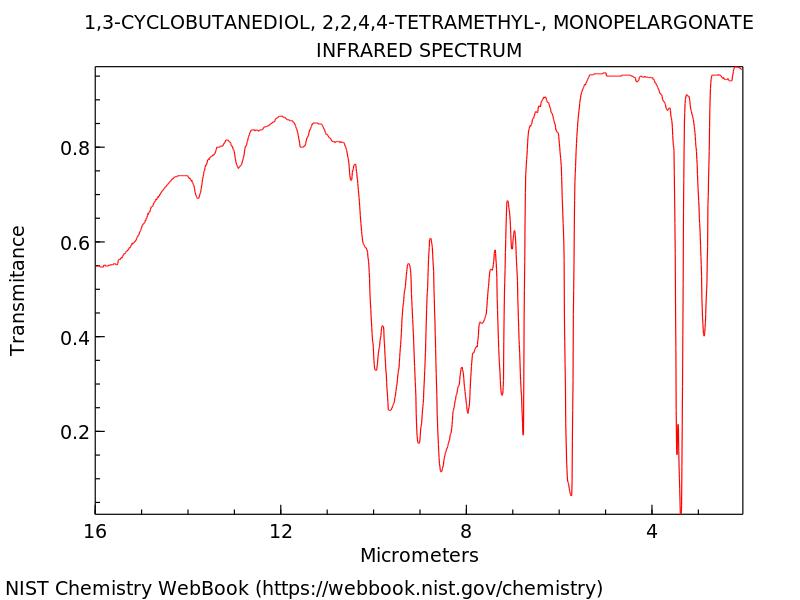 1,3-CYCLOBUTANEDIOL, 2,2,4,4-TETRAMETHYL-, MONOPELARGONATE
INFRARED SPECTRUM
0.8
0.6
0.4
0.2
Transmitance
16 12 8 4
Micrometers
NIST Chemistry WebBook (https://webbook.nist.gov/chemistry)